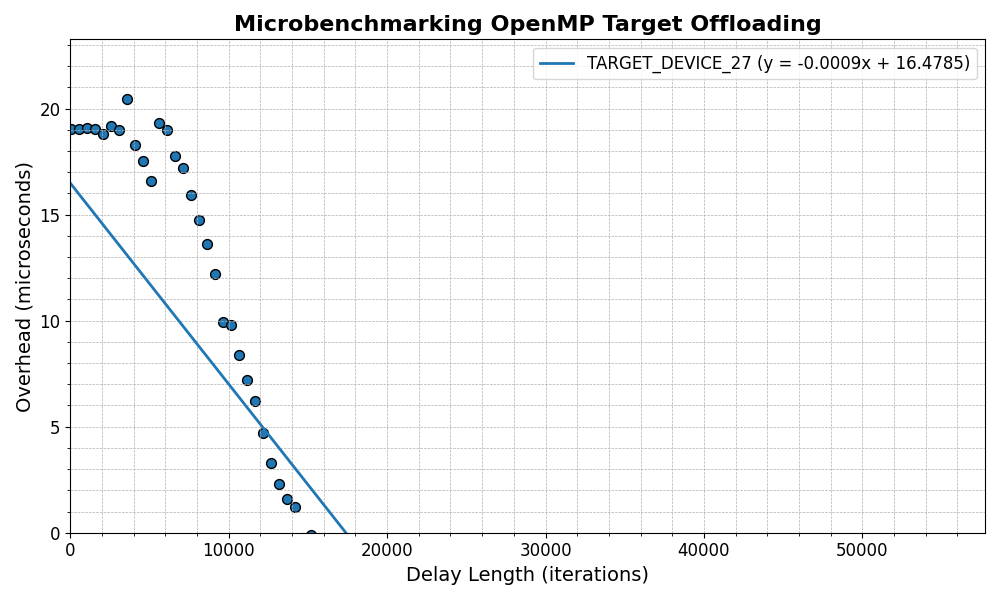 Microbenchmarking OpenMP Target Offloading
TARGET_DEVICE_27 (y = -0.0009x + 16.4785)
Overhead (microseconds)
20
15
10
5
0
0 10000 20000 30000 40000 50000
Delay Length (iterations)